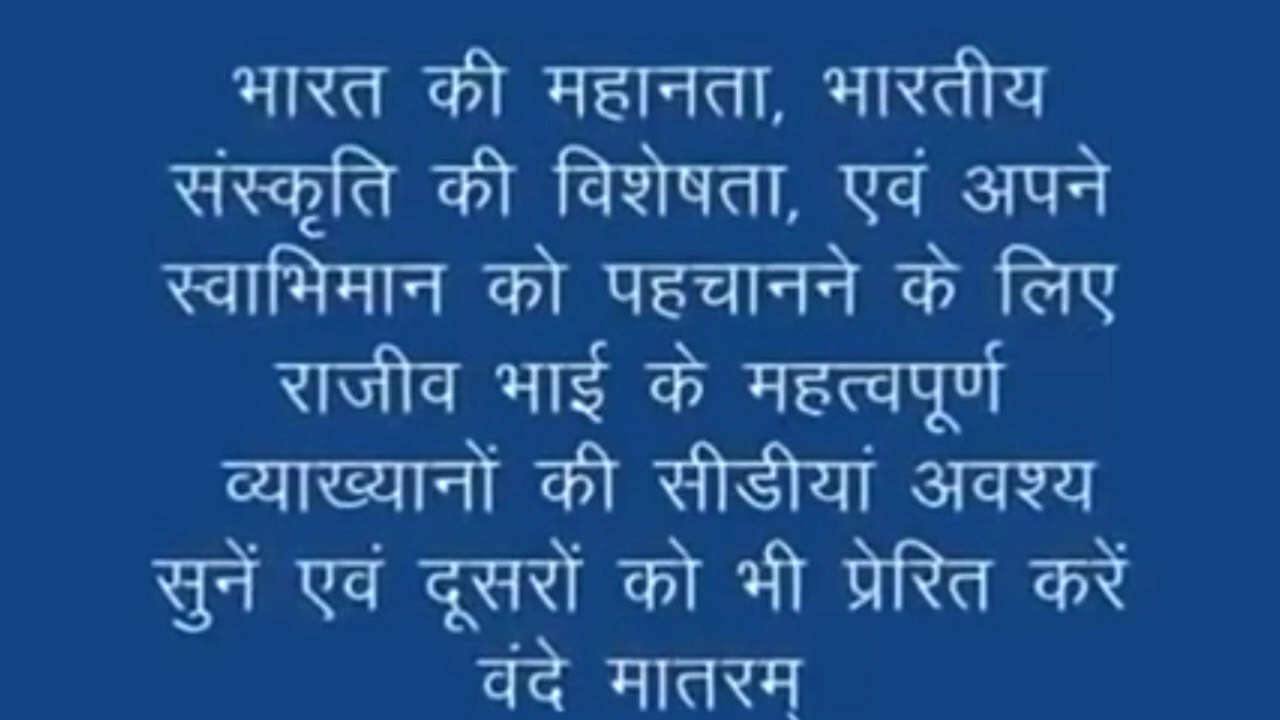 भारत की महानता, भारतीय
संस्कृति की विशेषता, एवं अपने
स्वाभिमान को पहचानने के लिए
राजीव भाई के महत्वपूर्ण
व्याख्यानों की सीडीयां अवश्य
सुनें एवं दूसरों को भी प्रेरित करें
वंदे मातरम्